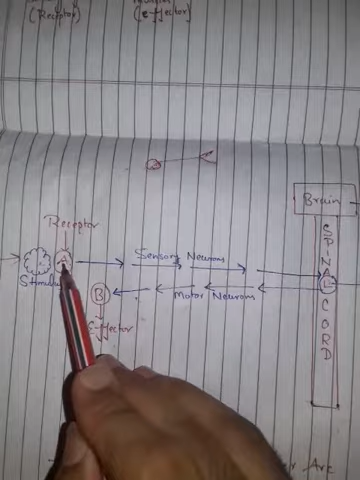 (Receptor)
(effector)
Brain
Receptor
SPINAL CORD
A
Sensory Neurons
Stimulus
L
B
Motor Neurons
Effector
Arc